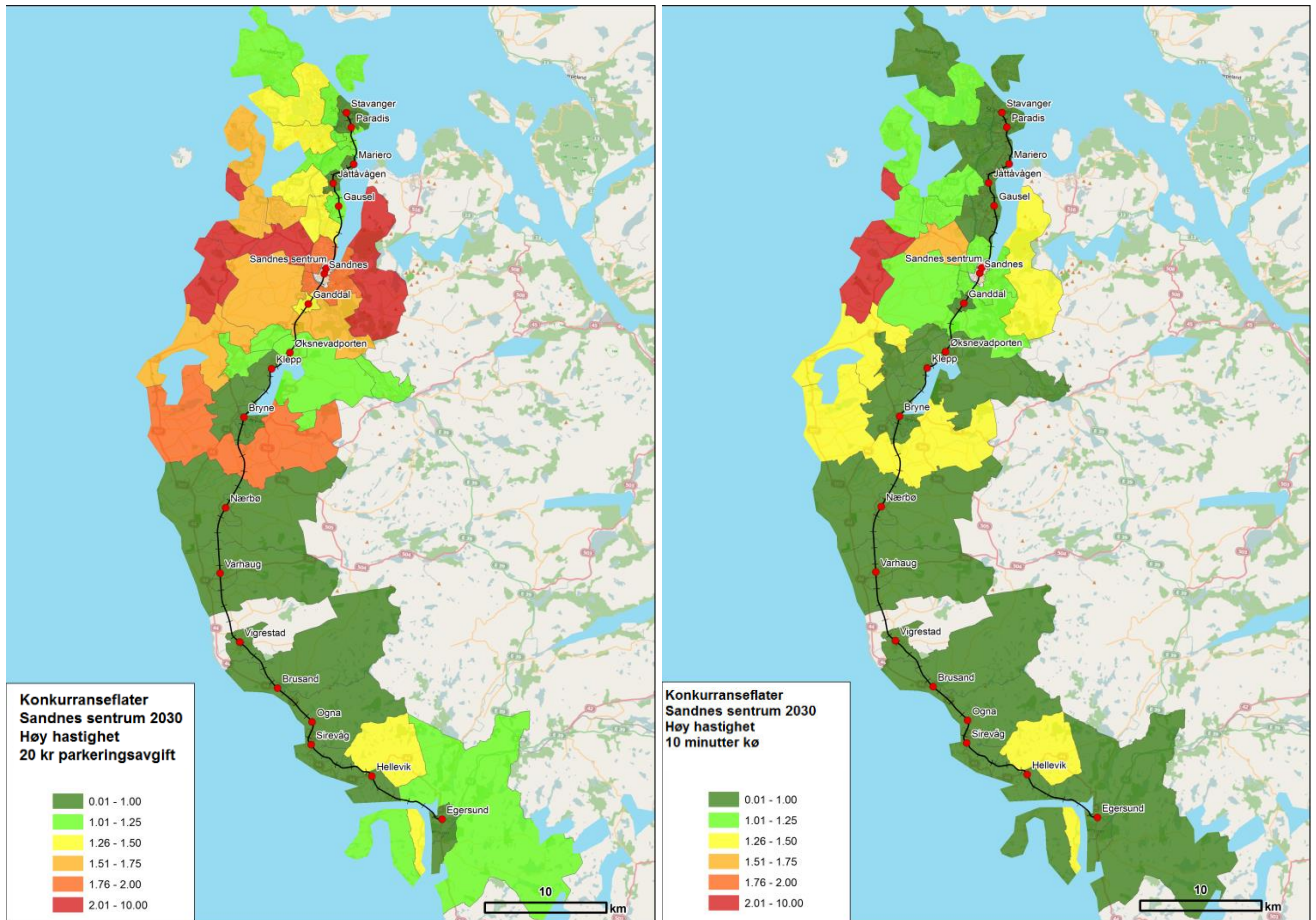 Stavanger
Paradis
Mariero
Jåttåvågen
Gausel
Sandnes sentrum
Sandnes
Ganddal
Øksnevadporten
Klepp
Bryne
Nærbø
Varhaug
Vigrestad
Brusand
Ogna
Sirevåg
Hellevik
Egersund
Konkurranseflater
Sandnes sentrum 2030
Høy hastighet
20 kr parkeringsavgift
0.01 - 1.00
1.01 - 1.25
1.26 - 1.50
1.51 - 1.75
1.76 - 2.00
2.01 - 10.00
10
km
Stavanger
Paradis
Mariero
Jåttåvågen
Gausel
Sandnes sentrum
Sandnes
Ganddal
Øksnevadporten
Klepp
Bryne
Nærbø
Varhaug
Vigrestad
Brusand
Ogna
Sirevåg
Hellevik
Egersund
Konkurranseflater
Sandnes sentrum 2030
Høy hastighet
10 minutter kø
0.01 - 1.00
1.01 - 1.25
1.26 - 1.50
1.51 - 1.75
1.76 - 2.00
2.01 - 10.00
10
km